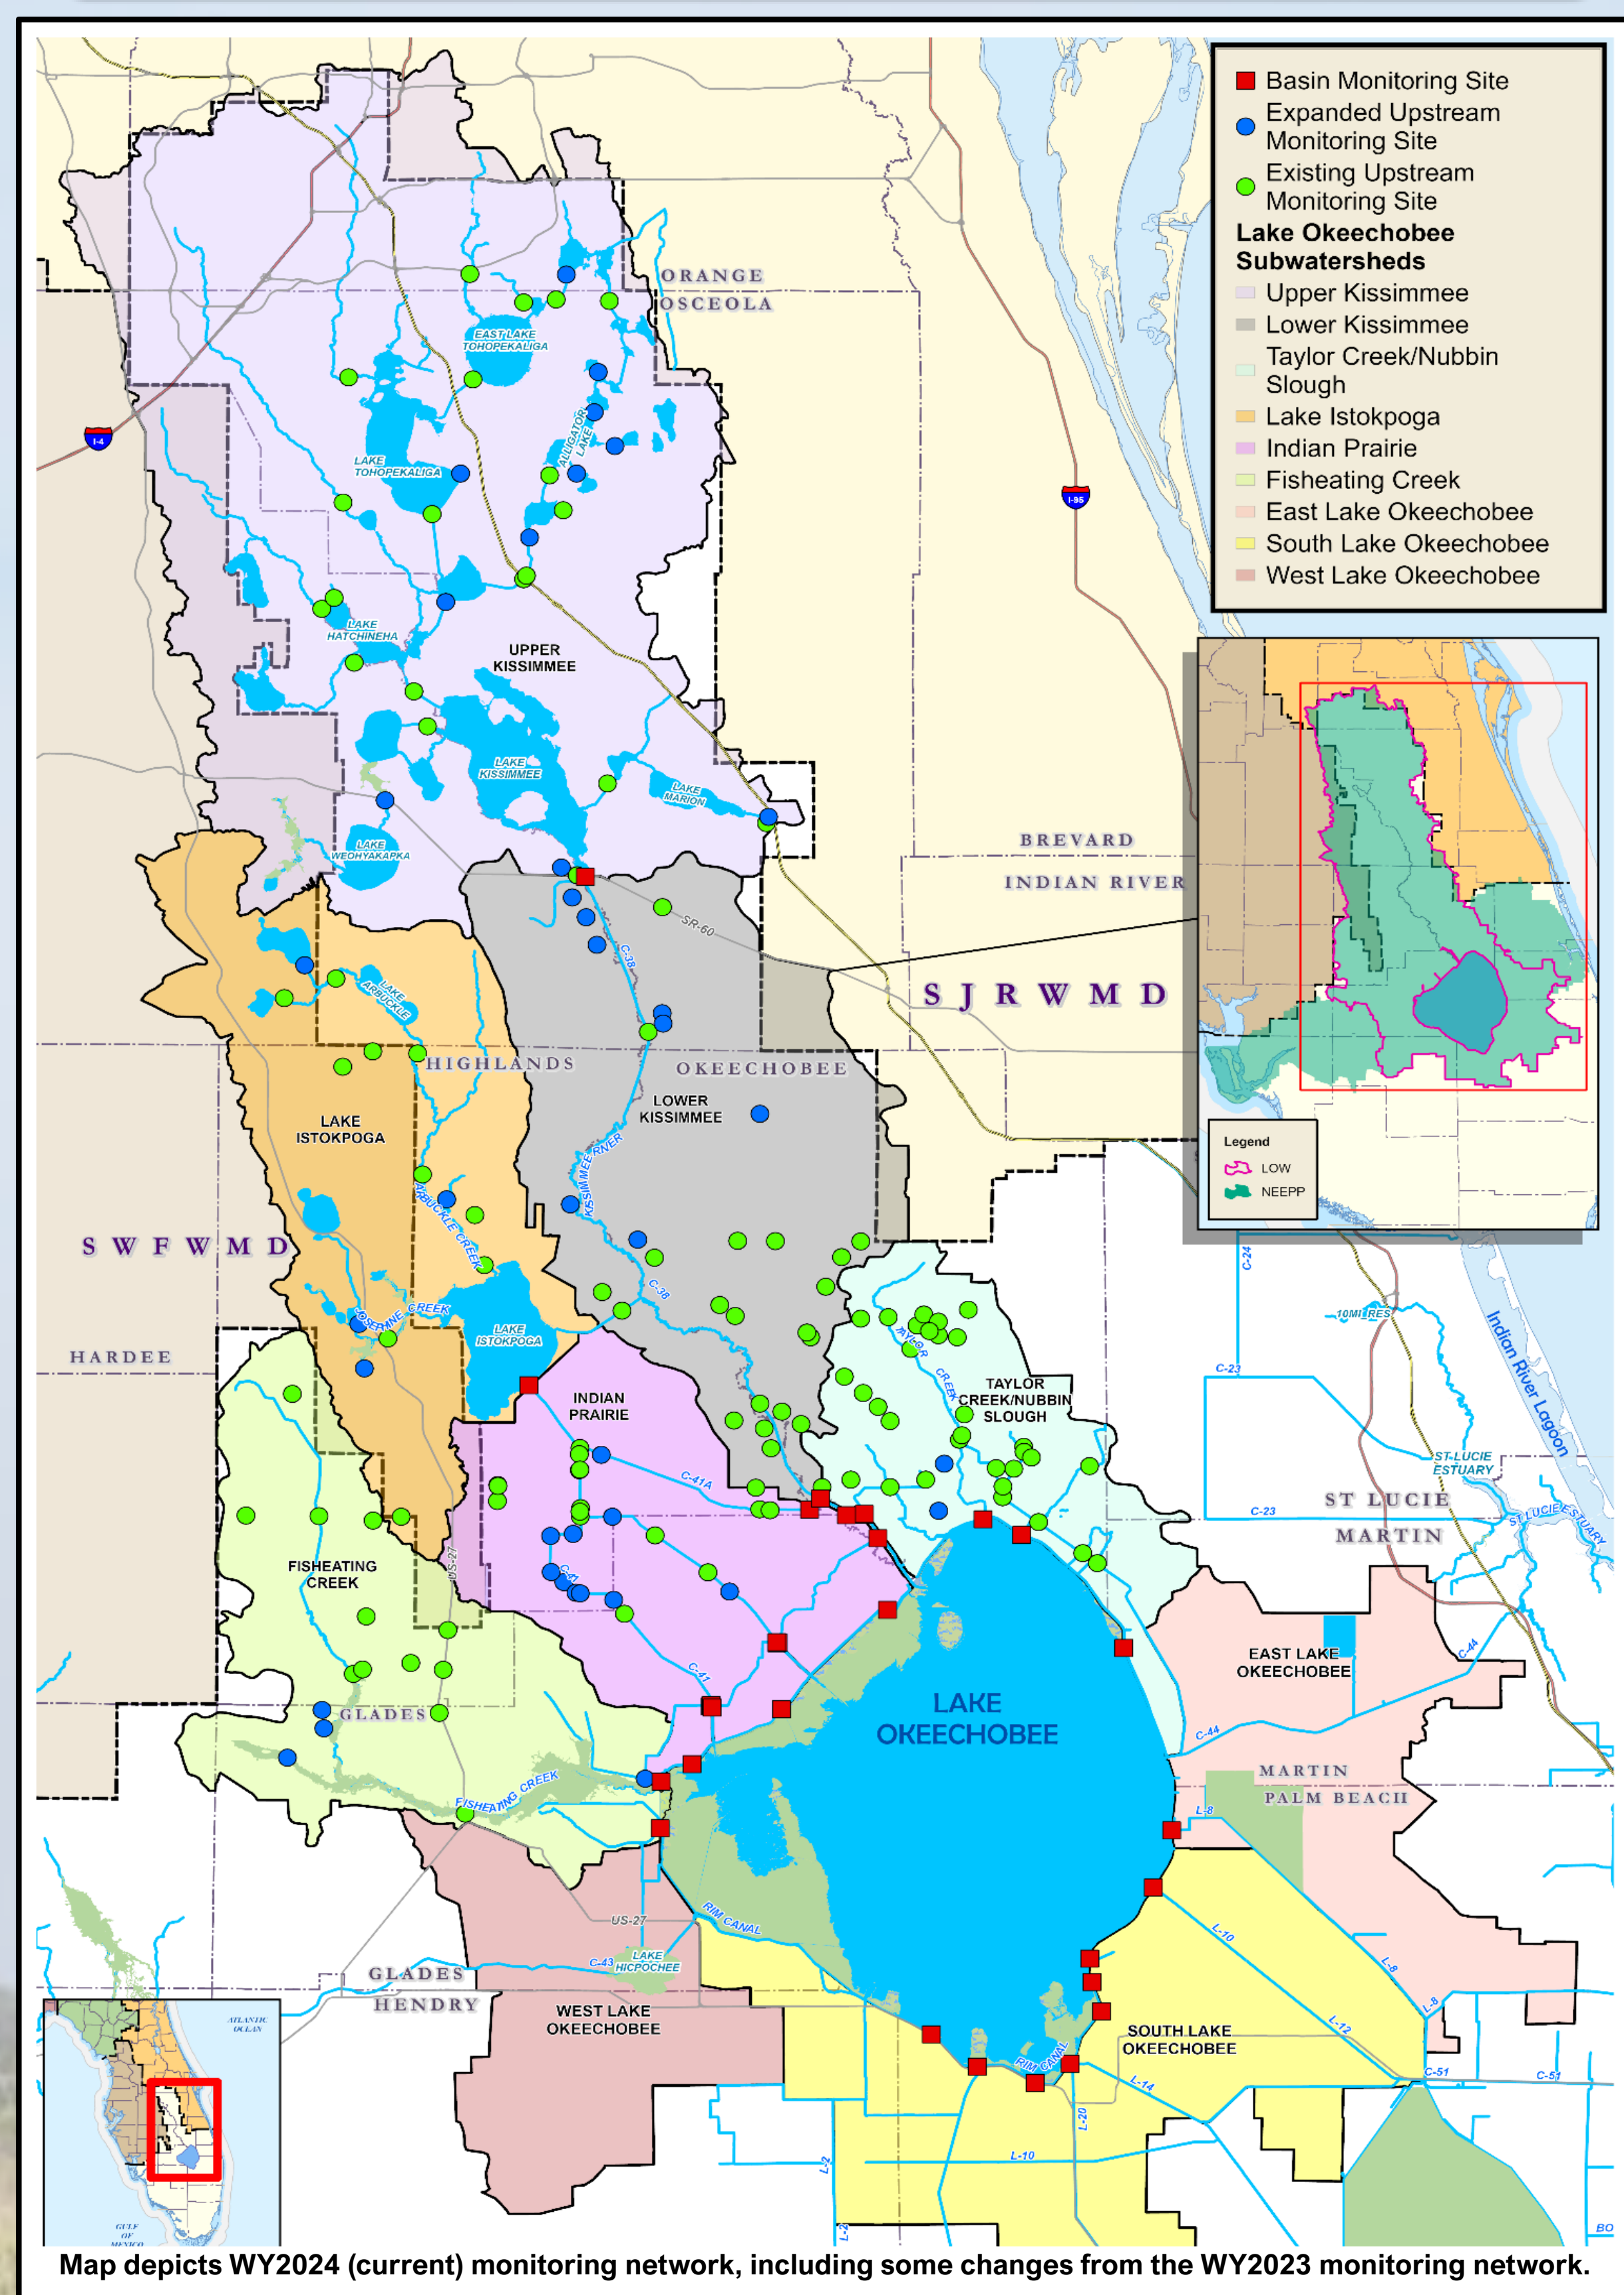 Basin Monitoring Site
Expanded Upstream
Monitoring Site
Existing Upstream
Monitoring Site
Lake Okeechobee
Subwatersheds
Upper Kissimmee
Lower Kissimmee
Taylor Creek/Nubbin
Slough
Lake Istokpoga
Indian Prairie
Fisheating Creek
East Lake Okeechobee
South Lake Okeechobee
West Lake Okeechobee
ORANGE
OSCEOLA
EAST LAKE
TOHOPEKALIGA
I-4
ALLIGATOR
LAKE
LAKE
TOHOPEKALIGA
I-95
LAKE
HATCHINEHA
UPPER
KISSIMMEE
LAKE
KISSIMMEE
LAKE
MARION
LAKE
WEOHYAKAPKA
BREVARD
INDIAN RIVER
SR-60
C-38
LAKE
ARBUCKLE
SJRWMD
HIGHLANDS
OKEECHOBEE
LOWER
KISSIMMEE
LAKE
ISTOKPOGA
KISSIMMEE RIVER
ARBUCKLE CREEK
Legend
LOW
NEEPP
SWFWMD
C-24
C-38
JOSEPHINE CREEK
LAKE
ISTOKPOGA
10MI_RES
Indian River Lagoon
HARDEE
TAYLOR
CREEK
C-23
INDIAN
PRAIRIE
TAYLOR
CREEK/NUBBIN
SLOUGH
C-41A
ST LUCIE
ESTUARY
ST LUCIE
MARTIN
C-23
ST LUCIE ESTUARY
US-27
FISHEATING
CREEK
C-41
C-41
EAST LAKE
OKEECHOBEE
C-44
GLADES
LAKE
OKEECHOBEE
C-44
MARTIN
PALM BEACH
FISHEATING CREEK
L-8
US-27
RIM CANAL
L-10
L-8
C-43
LAKE
HICPOCHEE
GLADES
HENDRY
WEST LAKE
OKEECHOBEE
L-8
L-12
SOUTH LAKE
OKEECHOBEE
RIM CANAL
L-14
C-51
C-51
L-20
L-10
L-2
L-2
BO
ATLANTIC
OCEAN
GULF
OF
MEXICO
Map depicts WY2024 (current) monitoring network, including some changes from the WY2023 monitoring network.